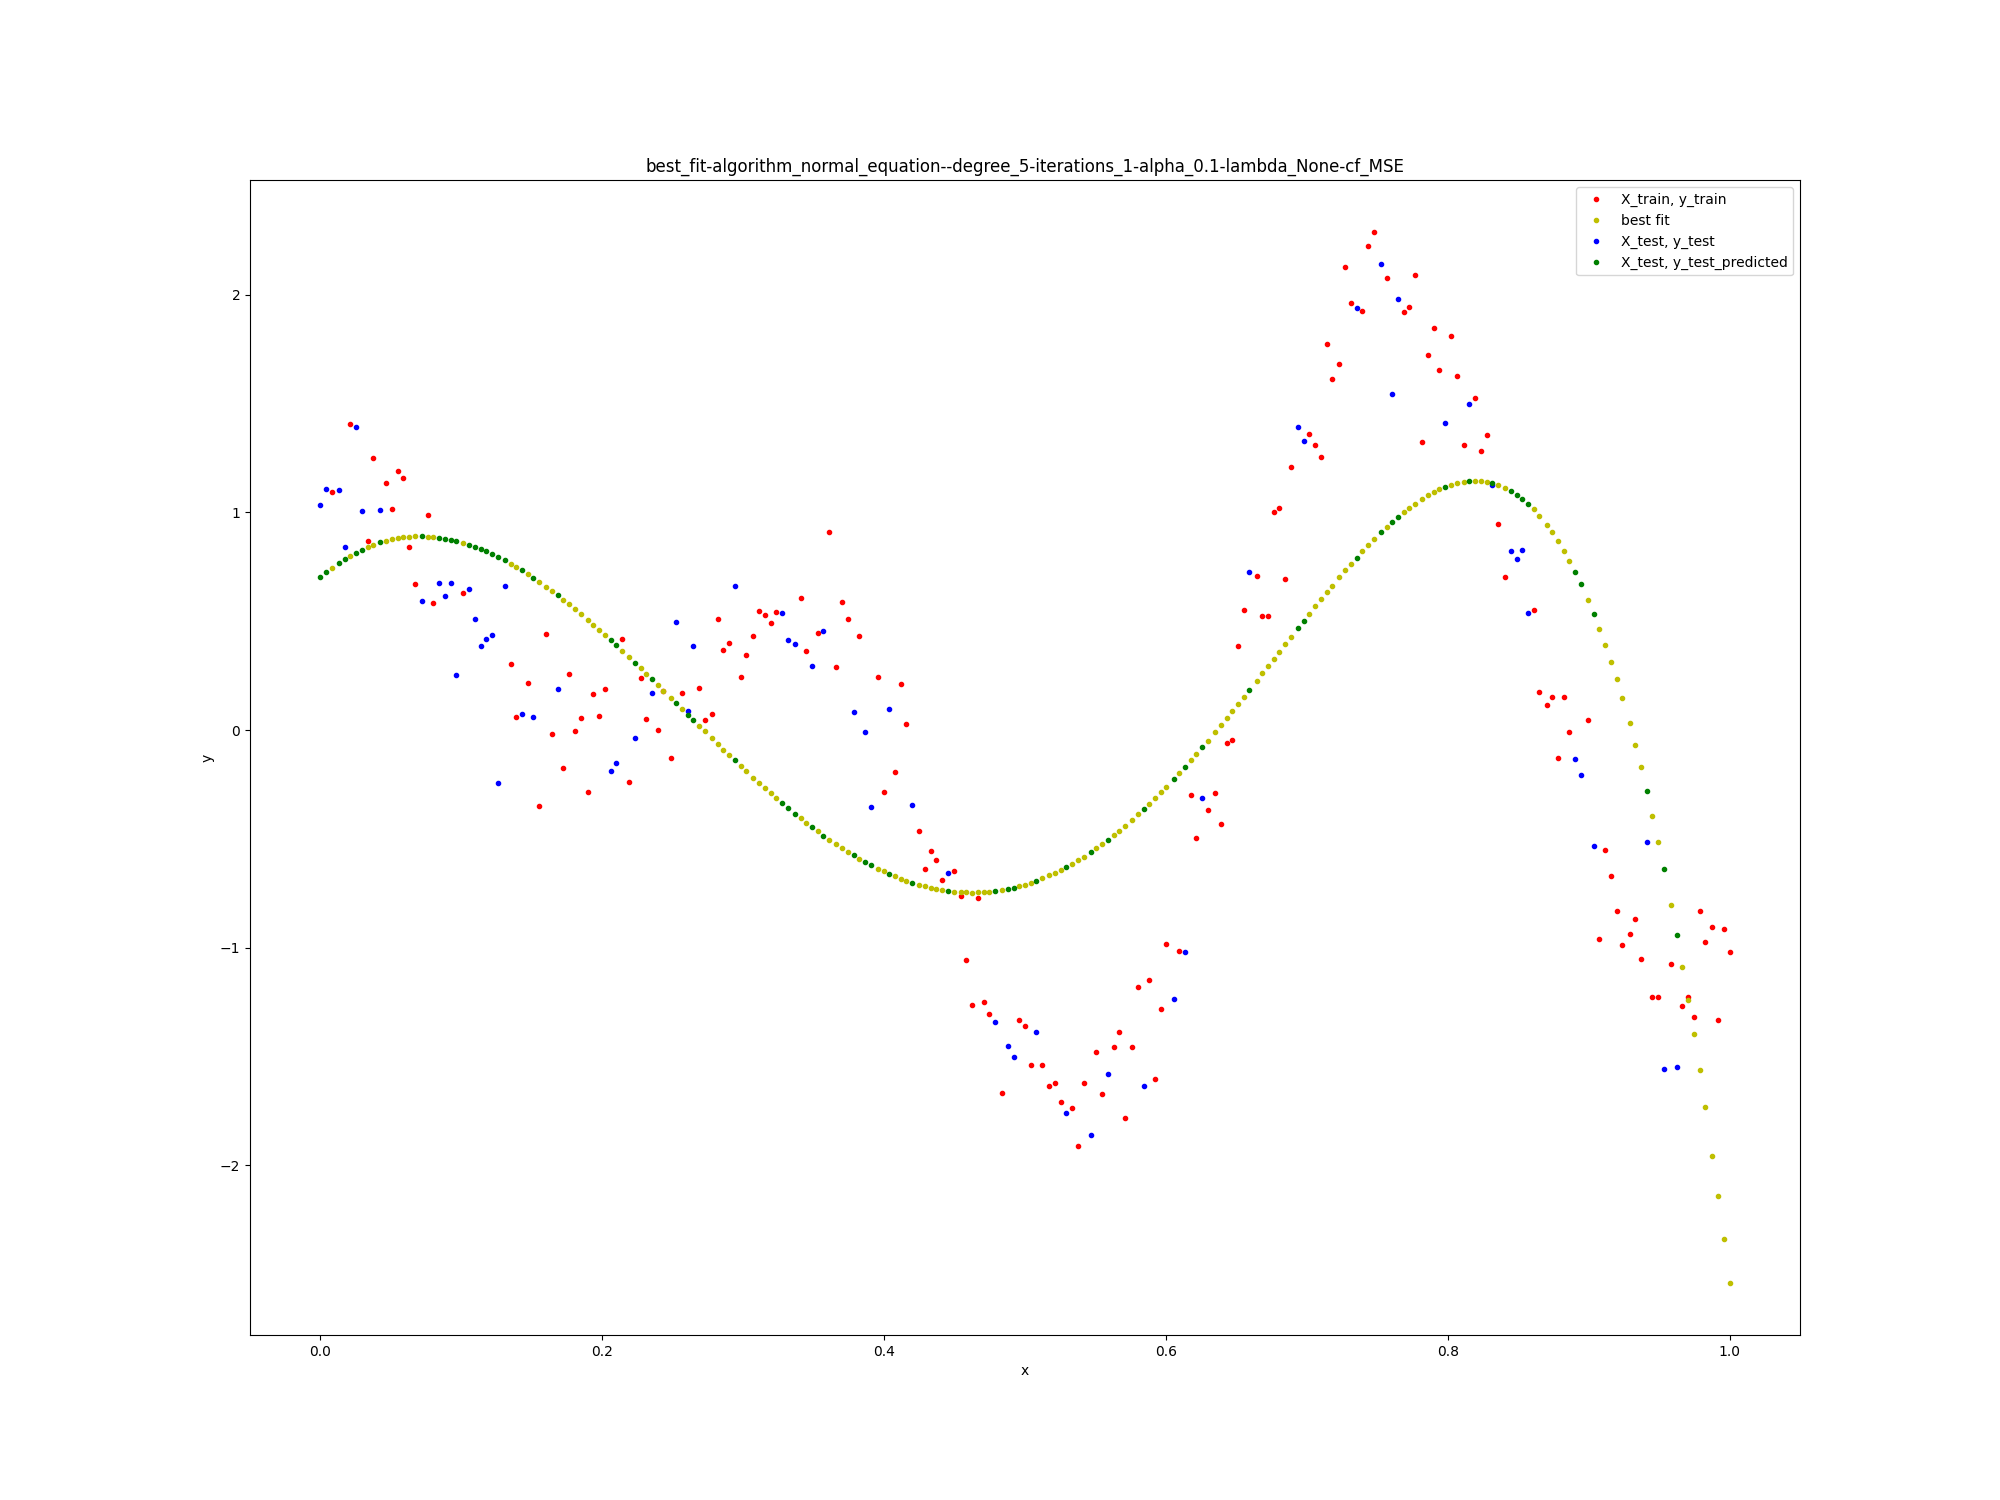 best_fit-algorithm_normal_equation--degree_5-iterations_1-alpha_0.1-lambda_None-cf_MSE
X_train, y_train
best fit
X_test, y_test
X_test, y_test_predicted
2
1
0
−1
−2
y
0.0 0.2 0.4 0.6 0.8 1.0
x